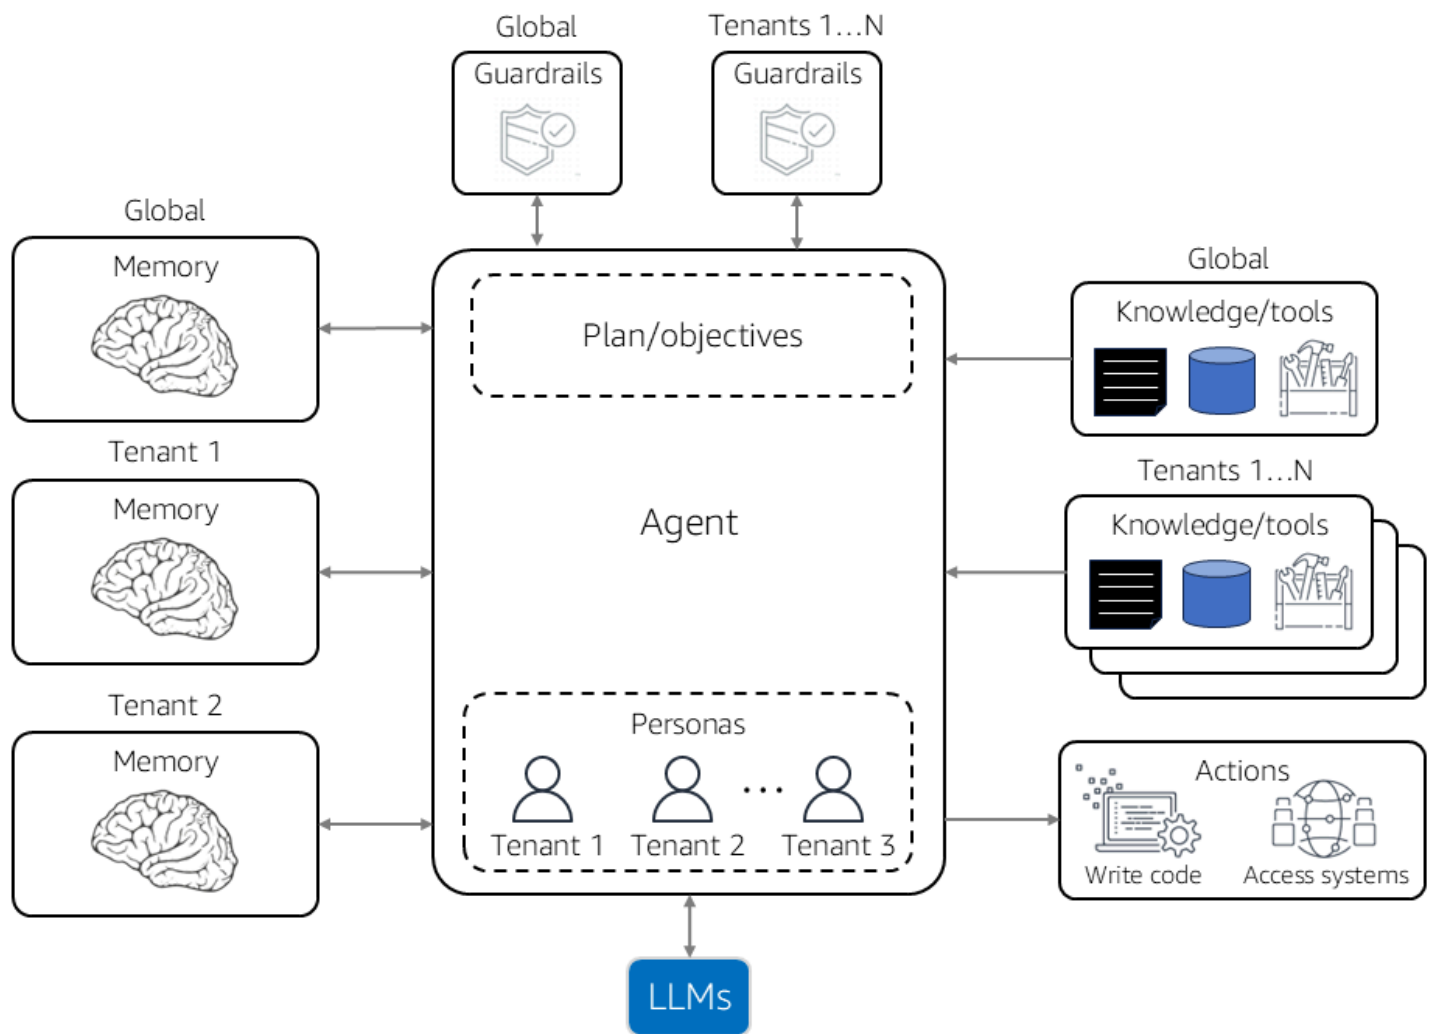 Global
Guardrails
Tenants 1...N
Guardrails
Global
Memory
Tenant 1
Memory
Tenant 2
Memory
Plan/objectives
Agent
Personas
Tenant 1
Tenant 2
...
Tenant 3
LLMs
Global
Knowledge/tools
Tenants 1...N
Knowledge/tools
Actions
Write code
Access systems